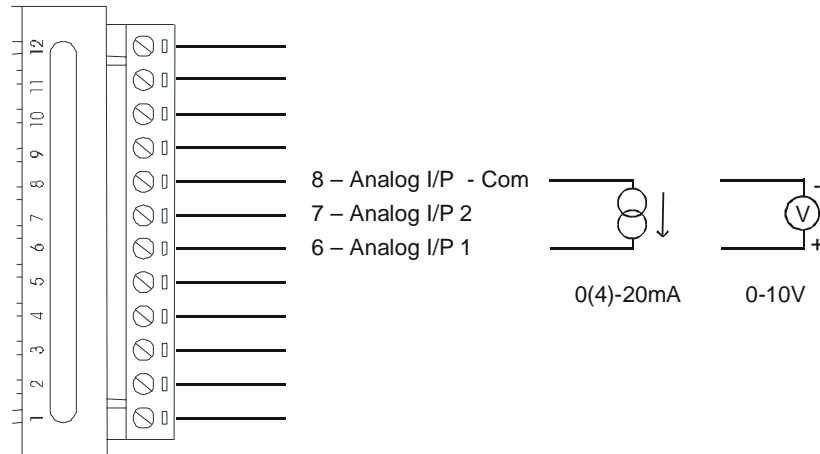 12
11
10
9
8
7
6
5
4
3
2
1
8 – Analog I/P - Com
7 – Analog I/P 2
6 – Analog I/P 1
0(4)-20mA
-
V
+
0-10V